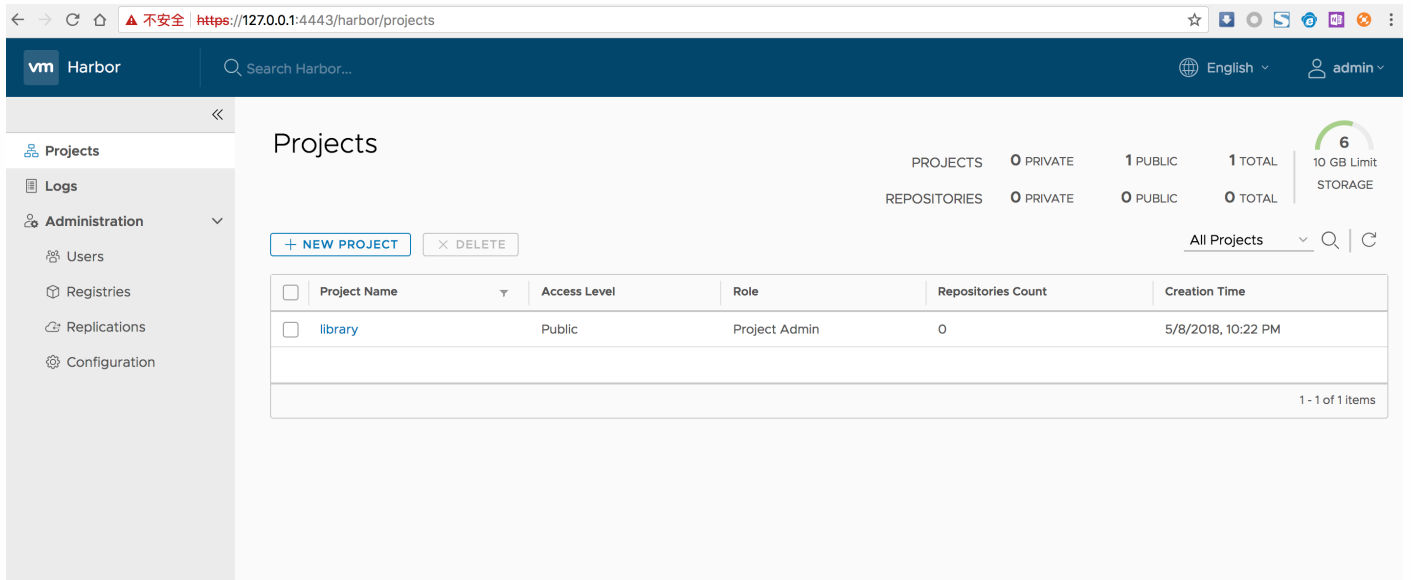 不安全 https://127.0.0.1:4443/harbor/projects
vm Harbor Search Harbor... English admin
Projects
Logs
Administration
Users
Registries
Replications
Configuration
Projects
PROJECTS 0 PRIVATE 1 PUBLIC 1 TOTAL
REPOSITORIES 0 PRIVATE 0 PUBLIC 0 TOTAL
6
10 GB Limit
STORAGE
NEW PROJECT DELETE All Projects
Project Name Access Level Role Repositories Count Creation Time
library Public Project Admin 0 5/8/2018, 10:22 PM
1 - 1 of 1 items